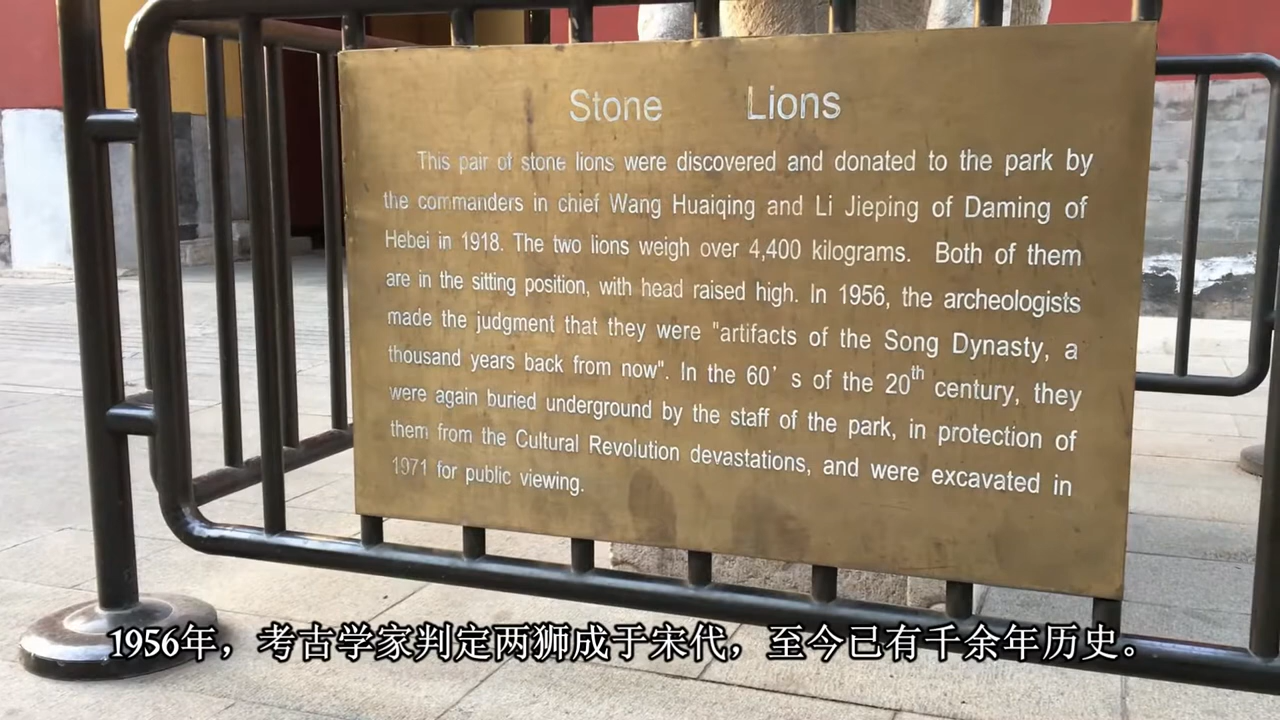 Stone Lions
This pair of stone lions were discovered and donated to the park by
the commanders in chief Wang Huaiqing and Li Jieping of Daming of
Hebei in 1918. The two lions weigh over 4,400 kilograms. Both of them
are in the sitting position, with head raised high. In 1956, the archeologists
made the judgment that they were "artifacts of the Song Dynasty, a
thousand years back from now". In the 60’s of the 20th century, they
were again buried underground by the staff of the park, in protection of
them from the Cultural Revolution devastations, and were excavated in
1971 for public viewing.
1956年，考古学家判定两狮成于宋代，至今已有千余年历史。